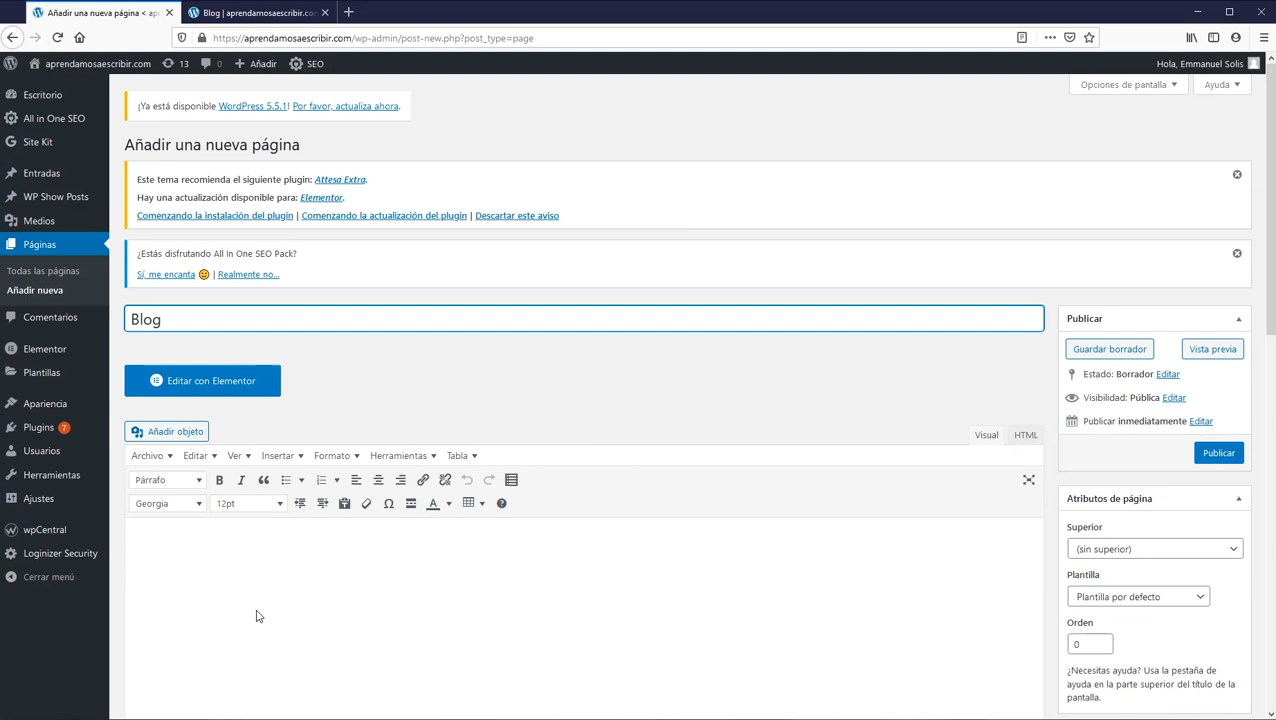 Añadir una nueva página < apr
Blog | aprendamosaescribir.com
https://aprendamosaescribir.com/wp-admin/post-new.php?post_type=page
aprendamosaescribir.com
13
0
Añadir
SEO
Hola, Emmanuel Solis
Escritorio
All in One SEO
Site Kit
Entradas
WP Show Posts
Medios
Páginas
Todas las páginas
Añadir nueva
Comentarios
Elementor
Plantillas
Apariencia
Plugins 7
Usuarios
Herramientas
Ajustes
wpCentral
Loginizer Security
Cerrar menú
Opciones de pantalla
Ayuda
¡Ya está disponible WordPress 5.5.1! Por favor, actualiza ahora.
Añadir una nueva página
Este tema recomienda el siguiente plugin: Attesa Extra.
Hay una actualización disponible para: Elementor.
Comenzando la instalación del plugin | Comenzando la actualización del plugin | Descartar este aviso
¿Estás disfrutando All In One SEO Pack?
Sí, me encanta | Realmente no...
Blog
Editar con Elementor
Añadir objeto
Visual
HTML
Archivo Editar Ver Insertar Formato Herramientas Tabla
Párrafo
Georgia
12pt
Publicar
Guardar borrador
Vista previa
Estado: Borrador Editar
Visibilidad: Pública Editar
Publicar inmediatamente Editar
Publicar
Atributos de página
Superior
(sin superior)
Plantilla
Plantilla por defecto
Orden
0
¿Necesitas ayuda? Usa la pestaña de
ayuda en la parte superior del título de la
pantalla.